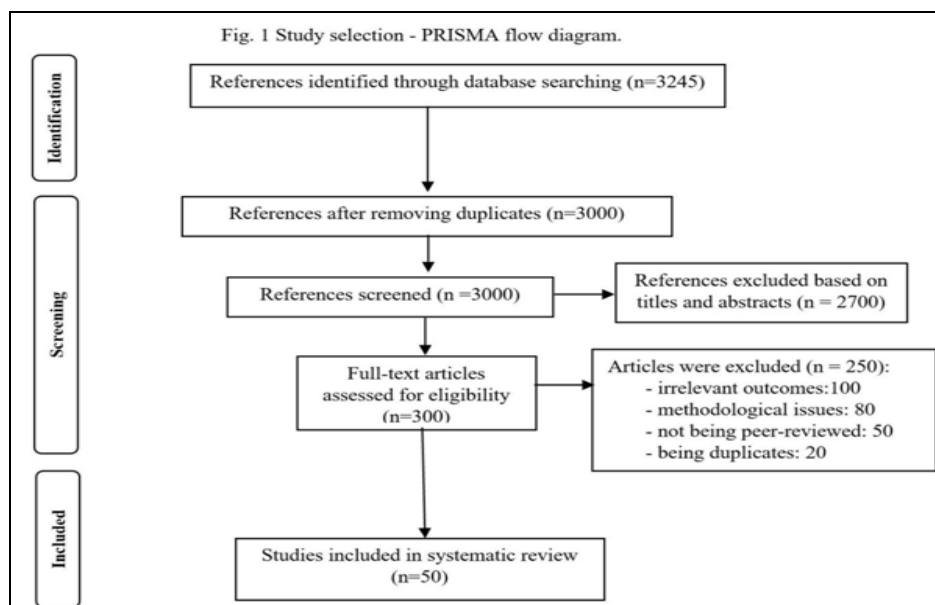 Fig. 1 Study selection - PRISMA flow diagram.
Identification
References identified through database searching (n=3245)
Screening
References after removing duplicates (n=3000)
References screened (n =3000)
References excluded based on
titles and abstracts (n = 2700)
Full-text articles
assessed for eligibility
(n=300)
Articles were excluded (n = 250):
- irrelevant outcomes:100
- methodological issues: 80
- not being peer-reviewed: 50
- being duplicates: 20
Included
Studies included in systematic review
(n=50)